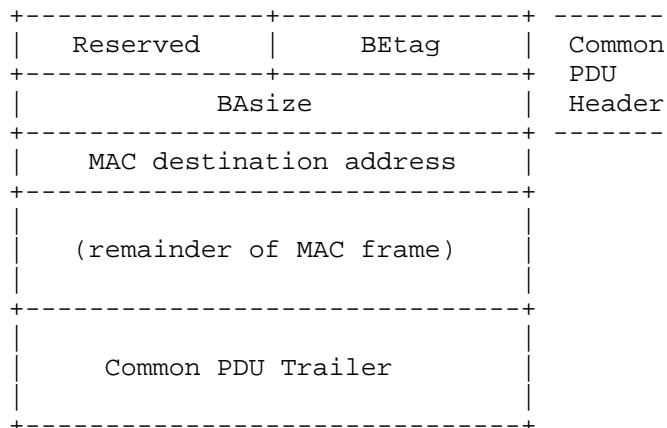 Reserved BEtag Common
PDU
BAsize Header
MAC destination address
(remainder of MAC frame)
Common PDU Trailer